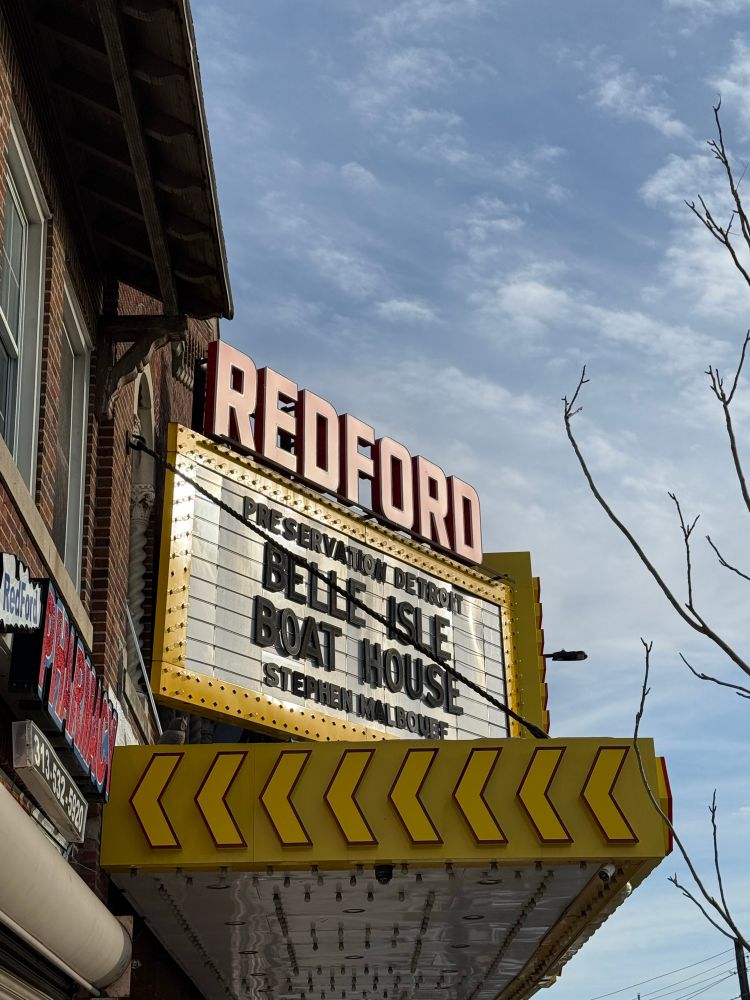 REDFORD
PRESERVATION DETROIT
BELLE ISLE
BOAT HOUSE
STEPHEN MALBOUEF
RedFord
PHARMACY
313-532-5920